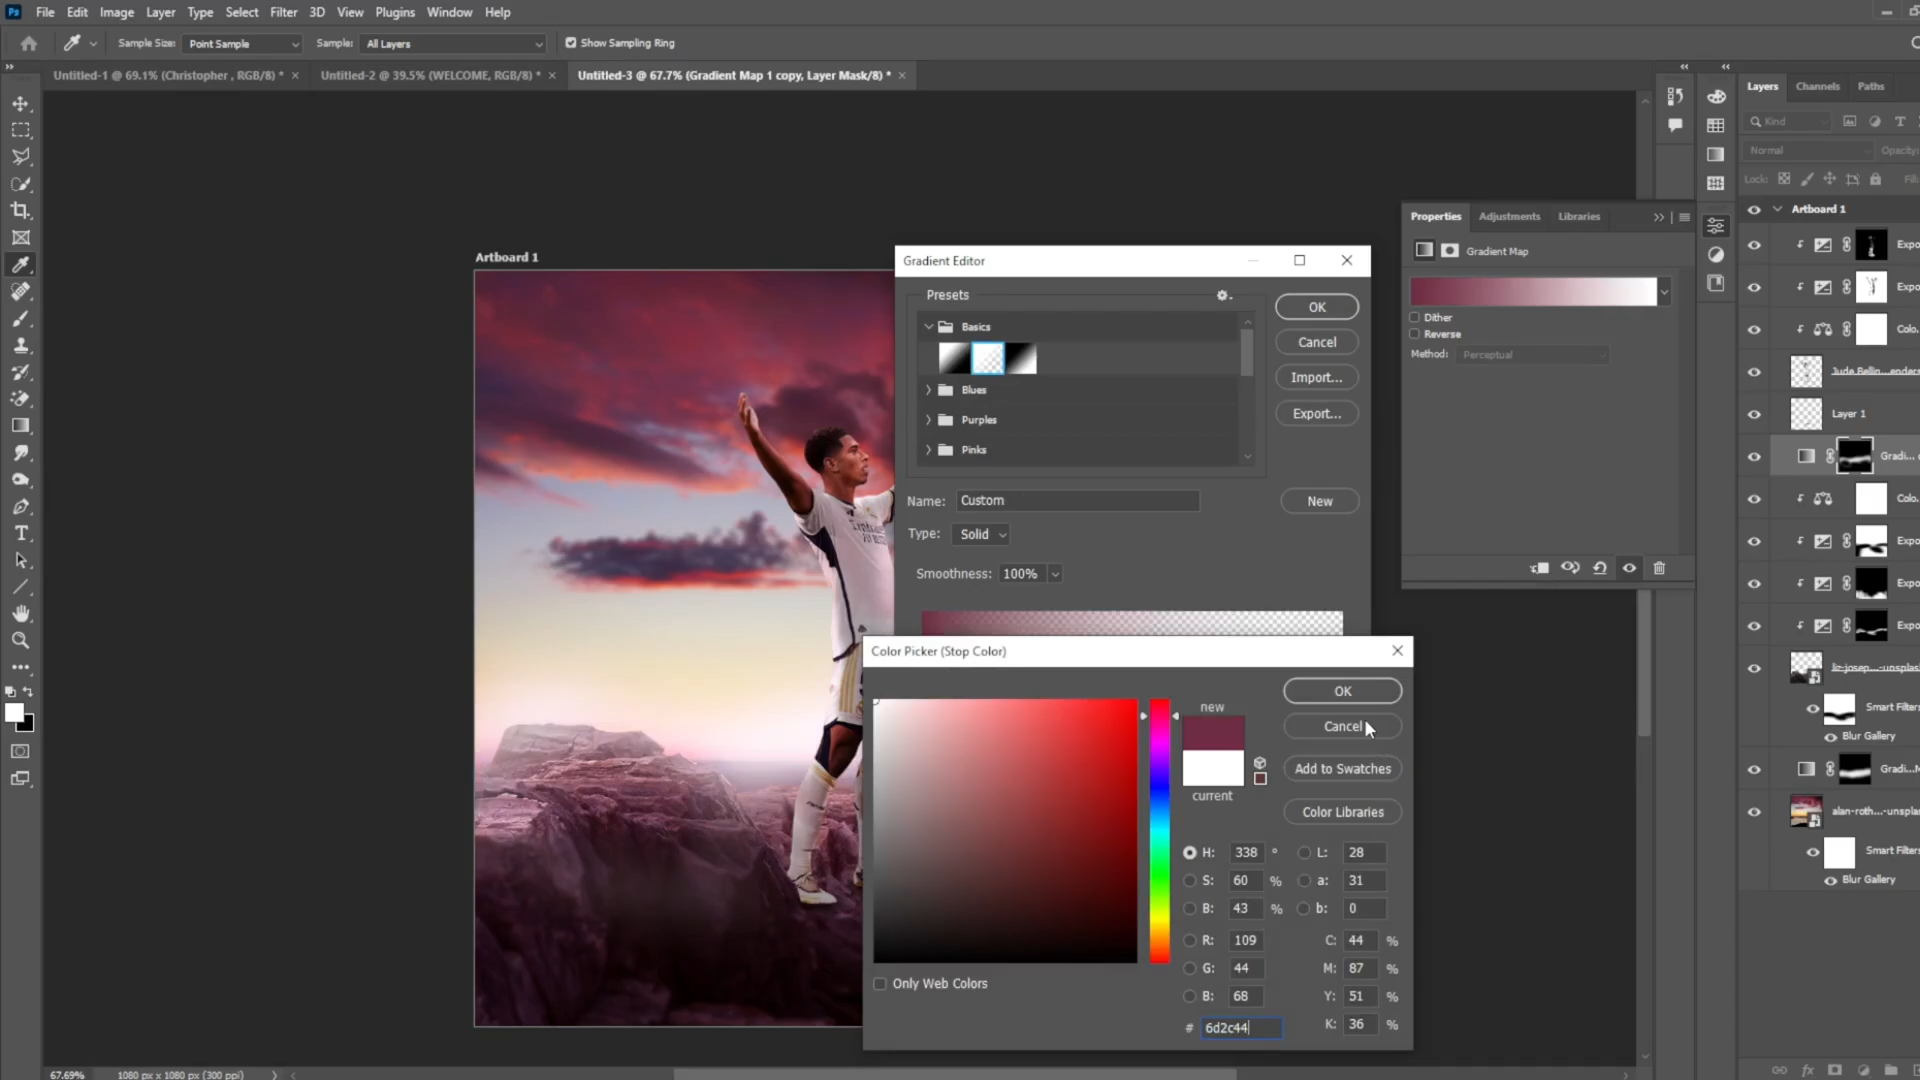 Ps File Edit Image Layer Type Select Filter 3D View Plugins Window Help
Sample Size: Point Sample Sample: All Layers Show Sampling Ring
Untitled-1 @ 69.1% (Christopher , RGB/8) * × Untitled-2 @ 39.5% (WELCOME, RGB/8) * × Untitled-3 @ 67.7% (Gradient Map 1 copy, Layer Mask/8) * ×
Layers Channels Paths
Kind
Normal Opacity:
Lock: Fill
Artboard 1
Expo
Expo
Colo.
Jude Bellin...enders
Layer 1
Gradi...
Colo.
Expo
Expo
Expo
liz-josep...-unsplas
Smart Filters
Blur Gallery
Gradi...
alan-roth...-unspla
Smart Filters
Blur Gallery
Properties Adjustments Libraries
Gradient Map
Dither
Reverse
Method: Perceptual
Artboard 1
Gradient Editor
Presets
Basics
Blues
Purples
Pinks
OK
Cancel
Import...
Export...
Name: Custom New
Type: Solid
Smoothness: 100%
Color Picker (Stop Color)
OK
new
Cancel
Add to Swatches
current
Color Libraries
H: 338 ° L: 28
S: 60 % a: 31
B: 43 % b: 0
R: 109 C: 44 %
G: 44 M: 87 %
B: 68 Y: 51 %
# 6d2c44 K: 36 %
Only Web Colors
67.69% 1080 px x 1080 px (300 ppi)
fx